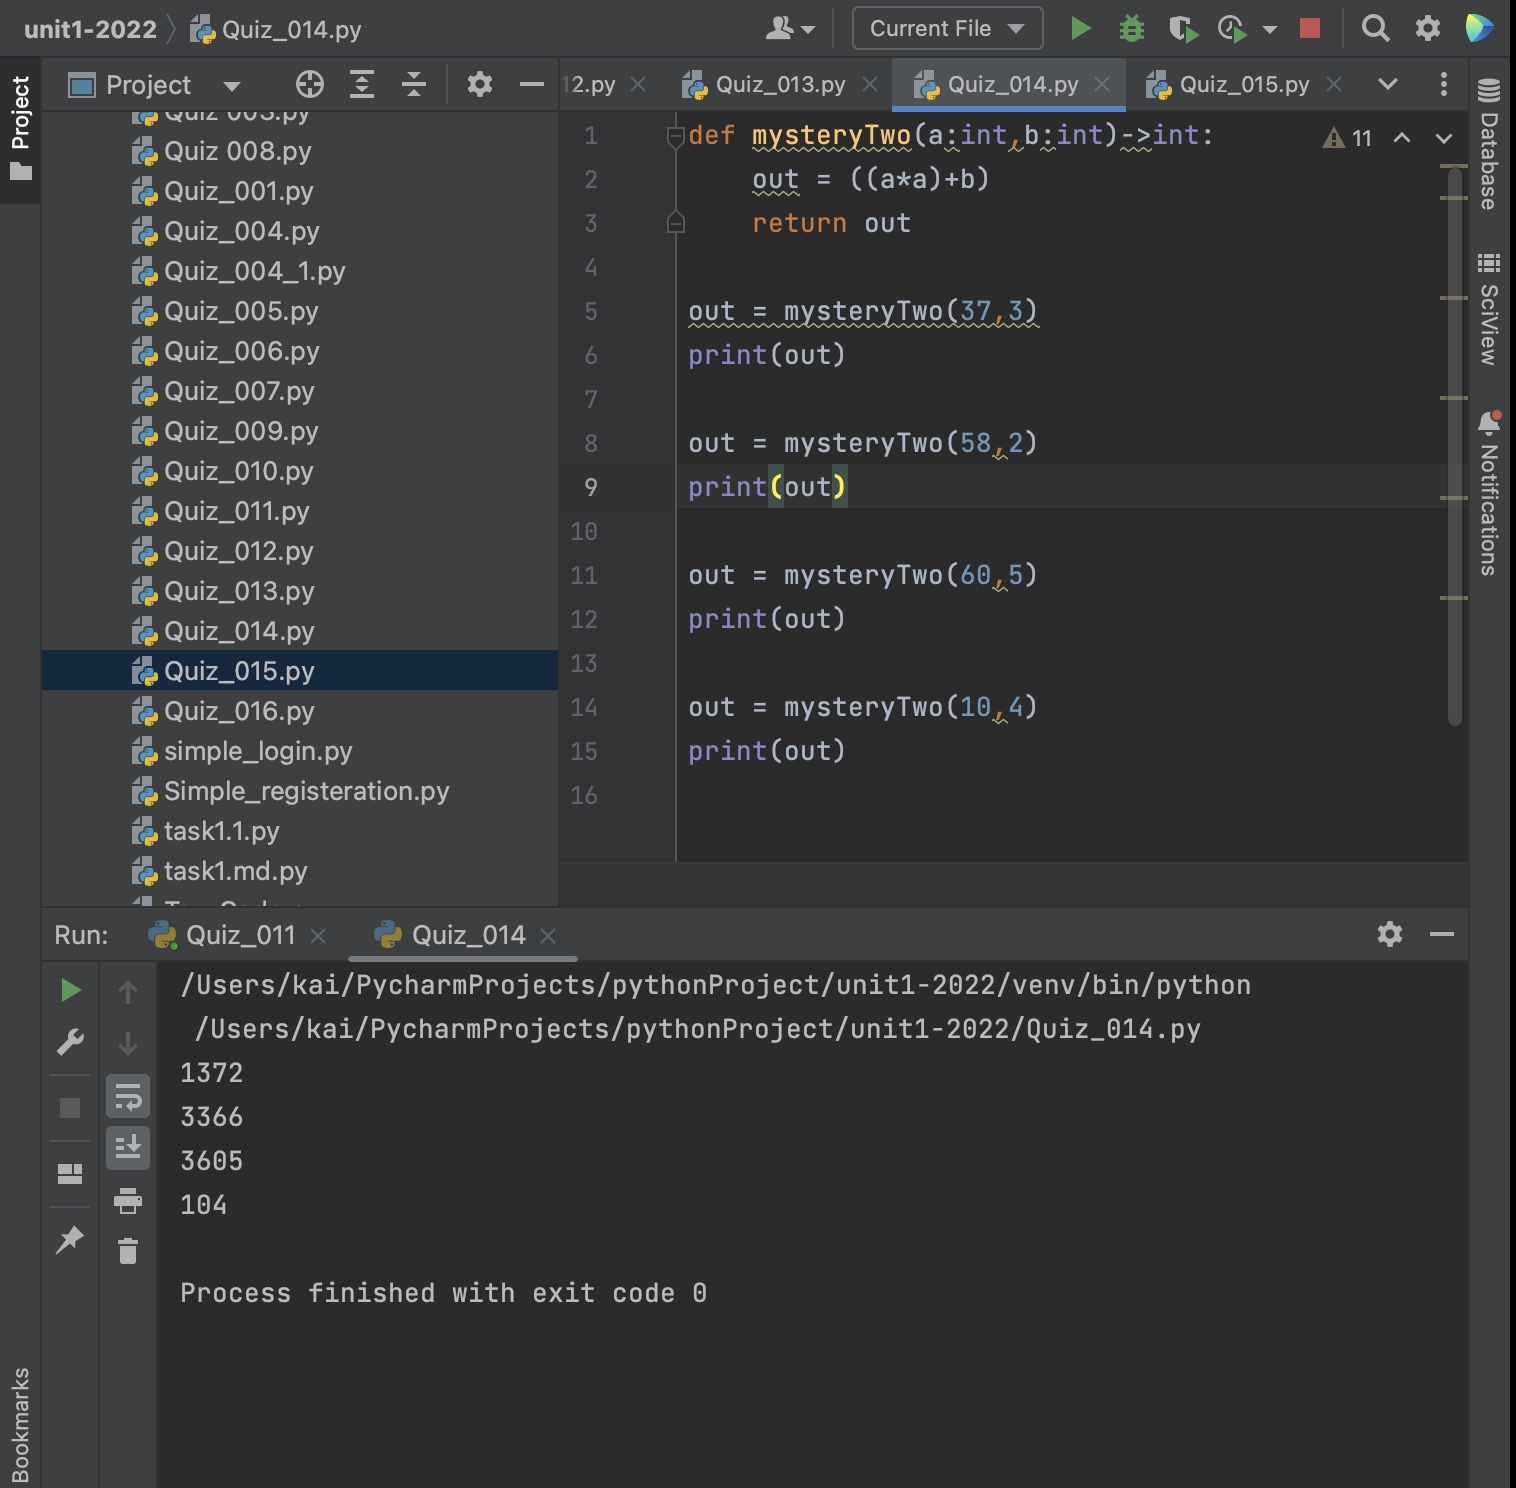 unit1-2022 Quiz_014.py Current File
Project
Project
12.py Quiz_013.py Quiz_014.py Quiz_015.py
Quiz 008.py
Quiz_001.py
Quiz_004.py
Quiz_004_1.py
Quiz_005.py
Quiz_006.py
Quiz_007.py
Quiz_009.py
Quiz_010.py
Quiz_011.py
Quiz_012.py
Quiz_013.py
Quiz_014.py
Quiz_015.py
Quiz_016.py
simple_login.py
Simple_registeration.py
task1.1.py
task1.md.py
1 def mysteryTwo(a:int,b:int)->int: 11
2 out = ((a*a)+b)
3 return out
4
5 out = mysteryTwo(37,3)
6 print(out)
7
8 out = mysteryTwo(58,2)
9 print(out)
10
11 out = mysteryTwo(60,5)
12 print(out)
13
14 out = mysteryTwo(10,4)
15 print(out)
16
Database
SciView
Notifications
Run: Quiz_011 Quiz_014
/Users/kai/PycharmProjects/pythonProject/unit1-2022/venv/bin/python
/Users/kai/PycharmProjects/pythonProject/unit1-2022/Quiz_014.py
1372
3366
3605
104
Process finished with exit code 0
Bookmarks